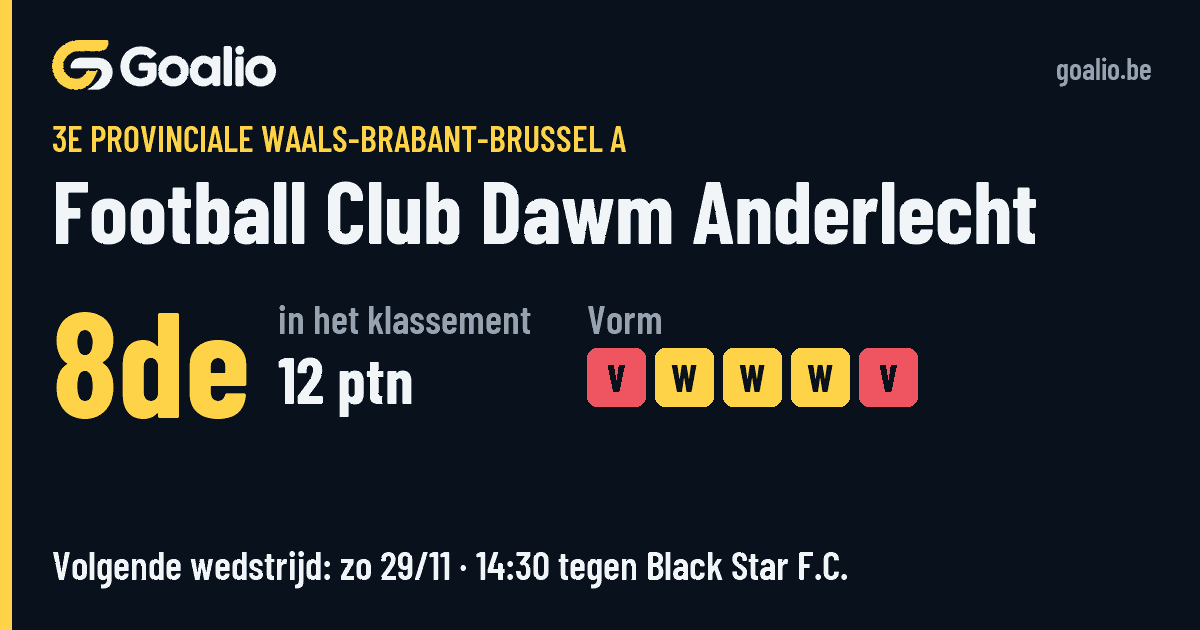 Goalio
goalio.be
3E PROVINCIALE WAALS-BRABANT-BRUSSEL A
Football Club Dawm Anderlecht
8de
in het klassement
12 ptn
Vorm
V W W W V
Volgende wedstrijd: zo 29/11 · 14:30 tegen Black Star F.C.